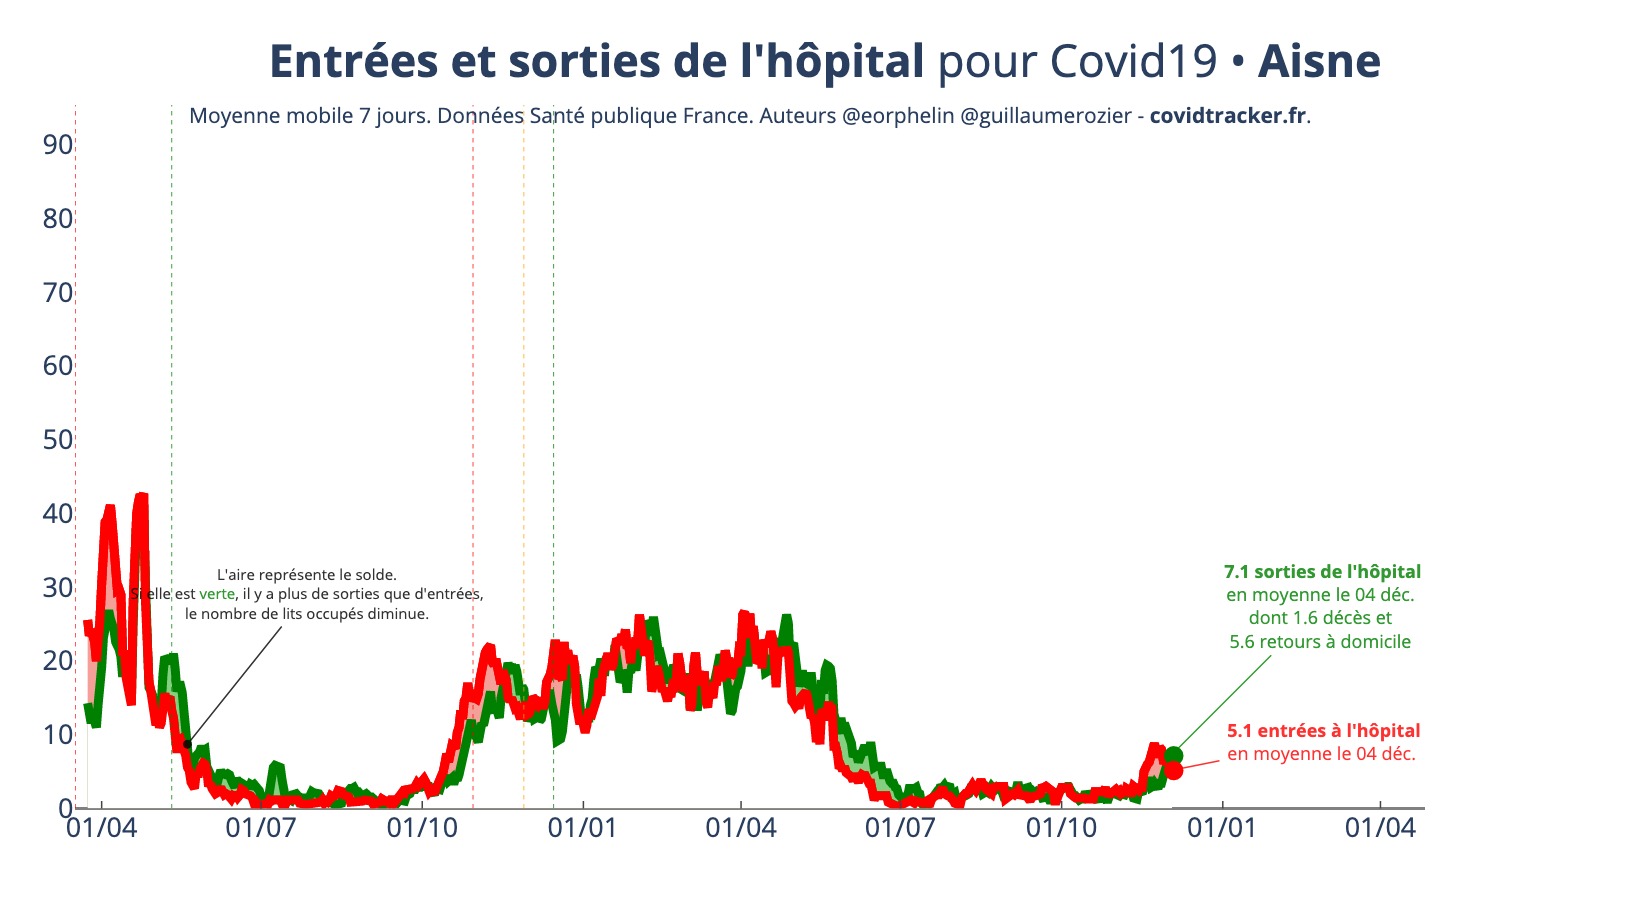 Entrées et sorties de l'hôpital pour Covid19 • Aisne
Moyenne mobile 7 jours. Données Santé publique France. Auteurs @eorphelin @guillaumerozier - covidtracker.fr.
90
80
70
60
50
40
30
20
10
0
L'aire représente le solde.
Si elle est verte, il y a plus de sorties que d'entrées,
le nombre de lits occupés diminue.
7.1 sorties de l'hôpital
en moyenne le 04 déc.
dont 1.6 décès et
5.6 retours à domicile
5.1 entrées à l'hôpital
en moyenne le 04 déc.
01/04 01/07 01/10 01/01 01/04 01/07 01/10 01/01 01/04